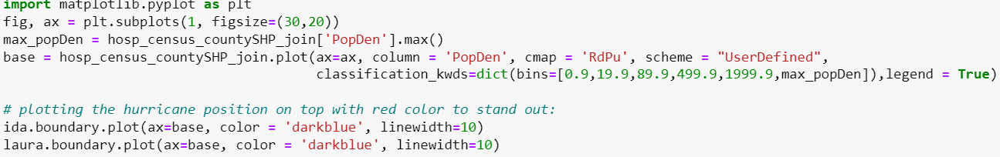 import matplotlib.pyplot as plt
fig, ax = plt.subplots(1, figsize=(30,20))
max_popDen = hosp_census_countySHP_join['PopDen'].max()
base = hosp_census_countySHP_join.plot(ax=ax, column = 'PopDen', cmap = 'RdPu', scheme = "UserDefined",
classification_kwds=dict(bins=[0.9,19.9,89.9,499.9,1999.9,max_popDen]),legend = True)
# plotting the hurricane position on top with red color to stand out:
ida.boundary.plot(ax=base, color = 'darkblue', linewidth=10)
laura.boundary.plot(ax=base, color = 'darkblue', linewidth=10)